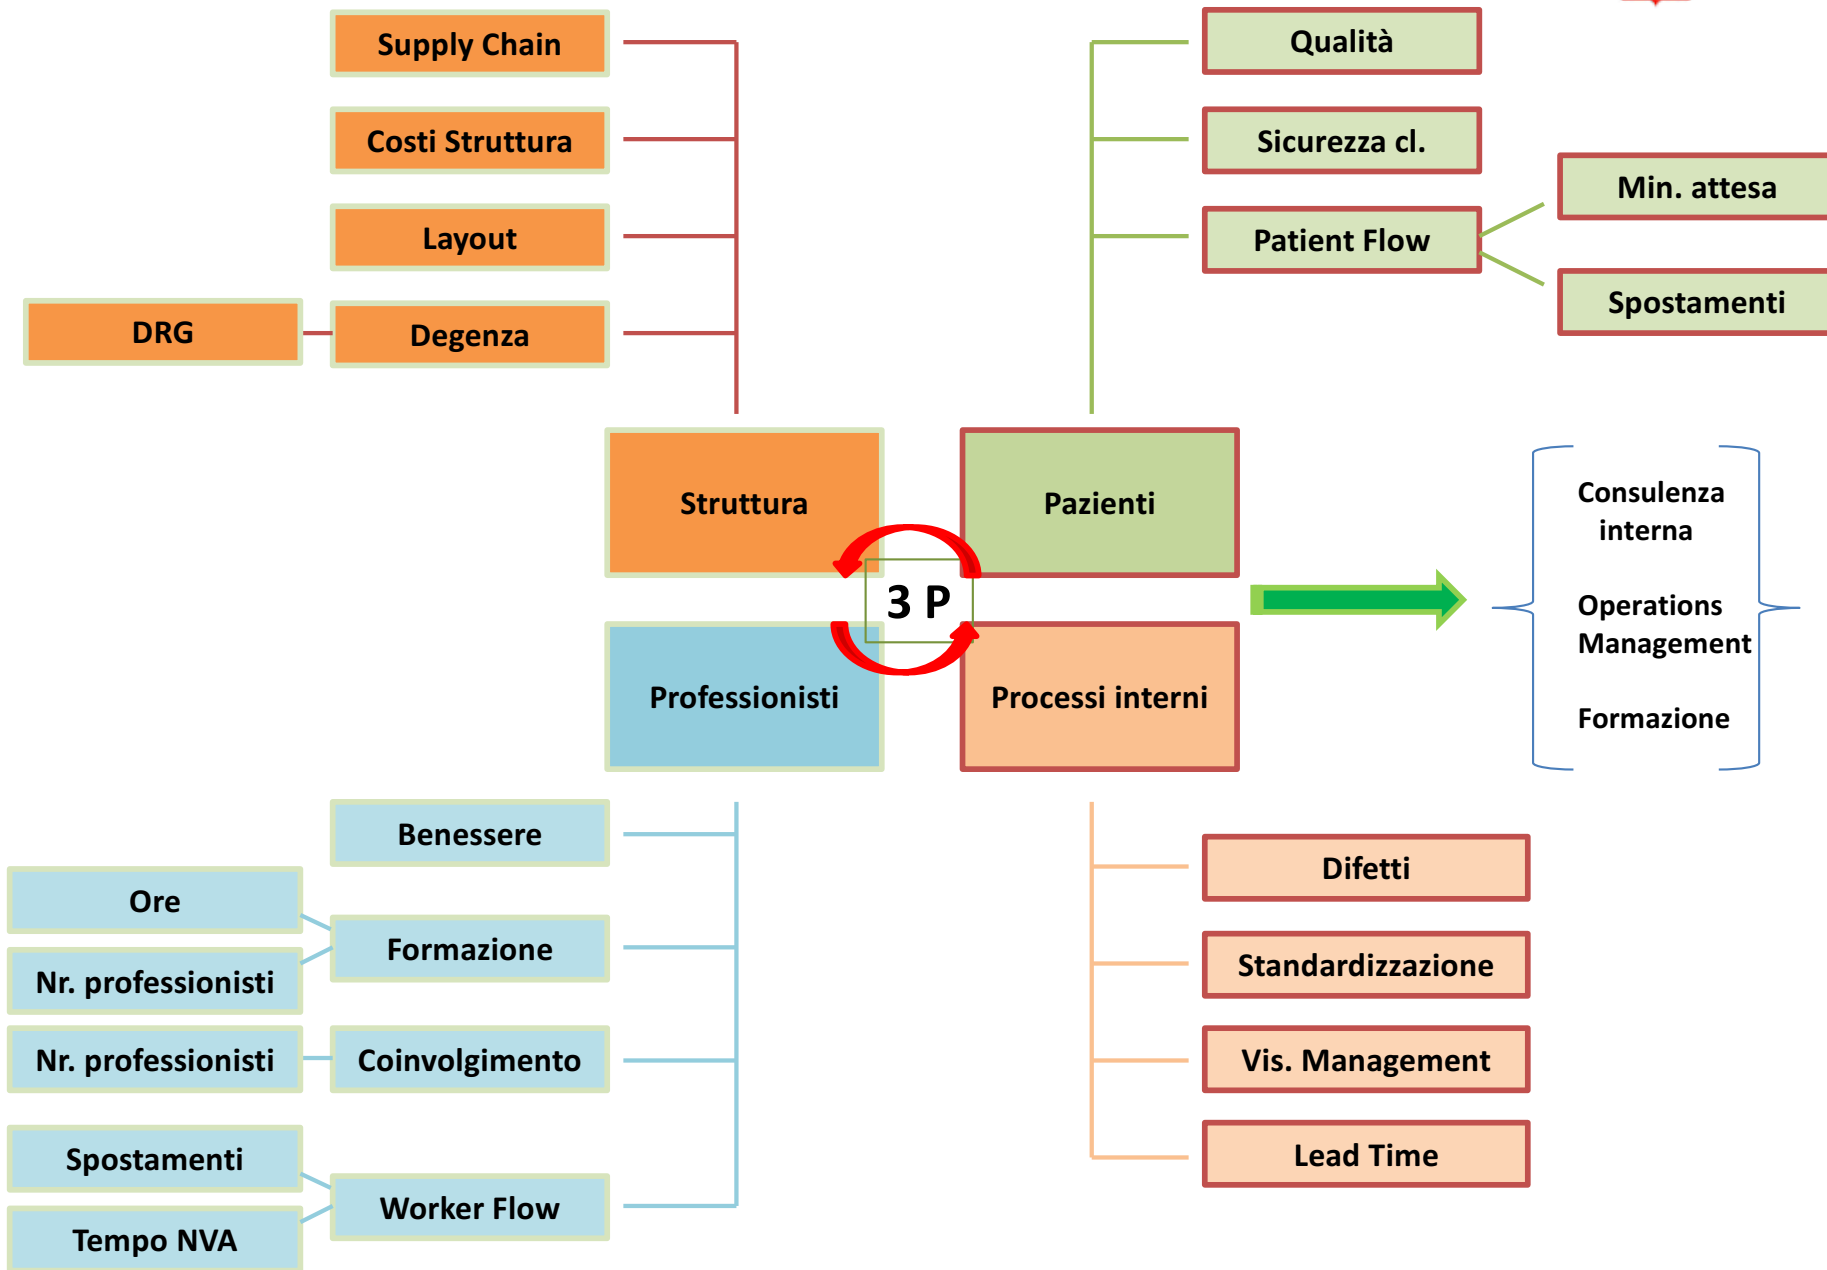 Supply Chain
Costi Struttura
Layout
DRG
Degenza
Qualità
Sicurezza cl.
Patient Flow
Min. attesa
Spostamenti
Struttura
Pazienti
3 P
Professionisti
Processi interni
Consulenza
interna
Operations
Management
Formazione
Benessere
Ore
Formazione
Nr. professionisti
Nr. professionisti
Coinvolgimento
Spostamenti
Worker Flow
Tempo NVA
Difetti
Standardizzazione
Vis. Management
Lead Time